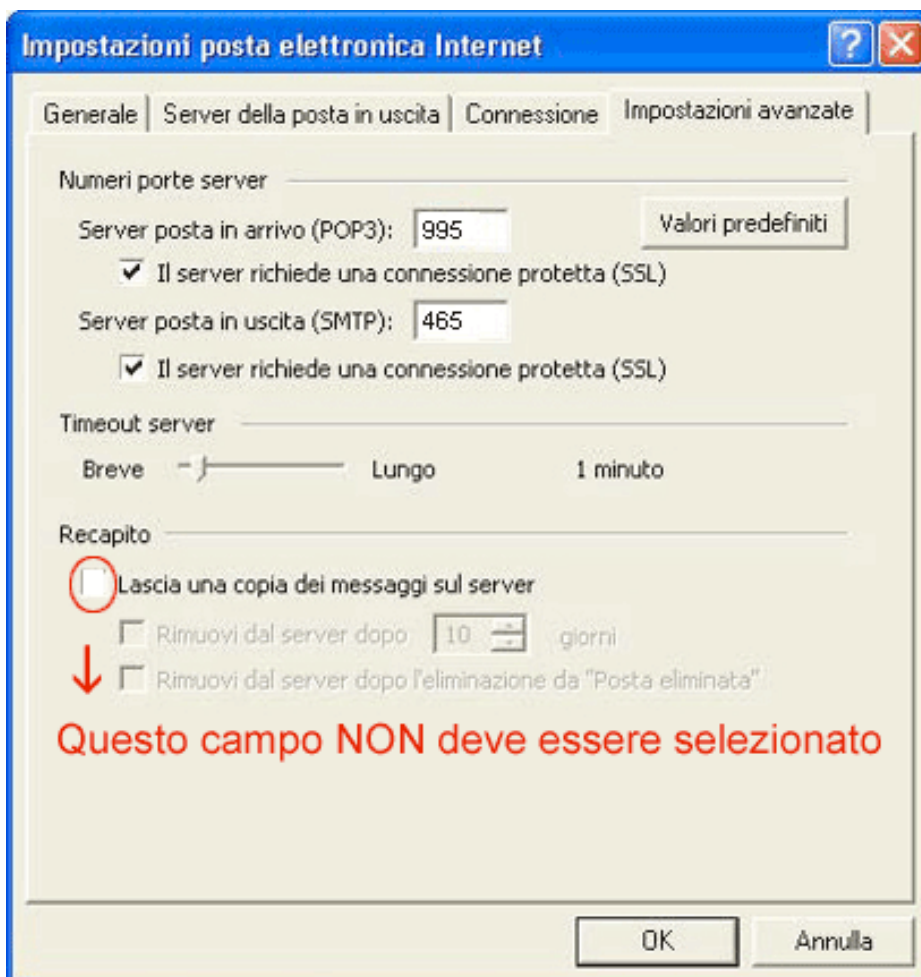 Impostazioni posta elettronica Internet
?
Generale Server della posta in uscita Connessione Impostazioni avanzate
Numeri porte server
Server posta in arrivo (POP3): 995 Valori predefiniti
Il server richiede una connessione protetta (SSL)
Server posta in uscita (SMTP): 465
Il server richiede una connessione protetta (SSL)
Timeout server
Breve Lungo 1 minuto
Recapito
Lascia una copia dei messaggi sul server
Rimuovi dal server dopo 10 giorni
Rimuovi dal server dopo l'eliminazione da "Posta eliminata"
Questo campo NON deve essere selezionato
OK Annulla